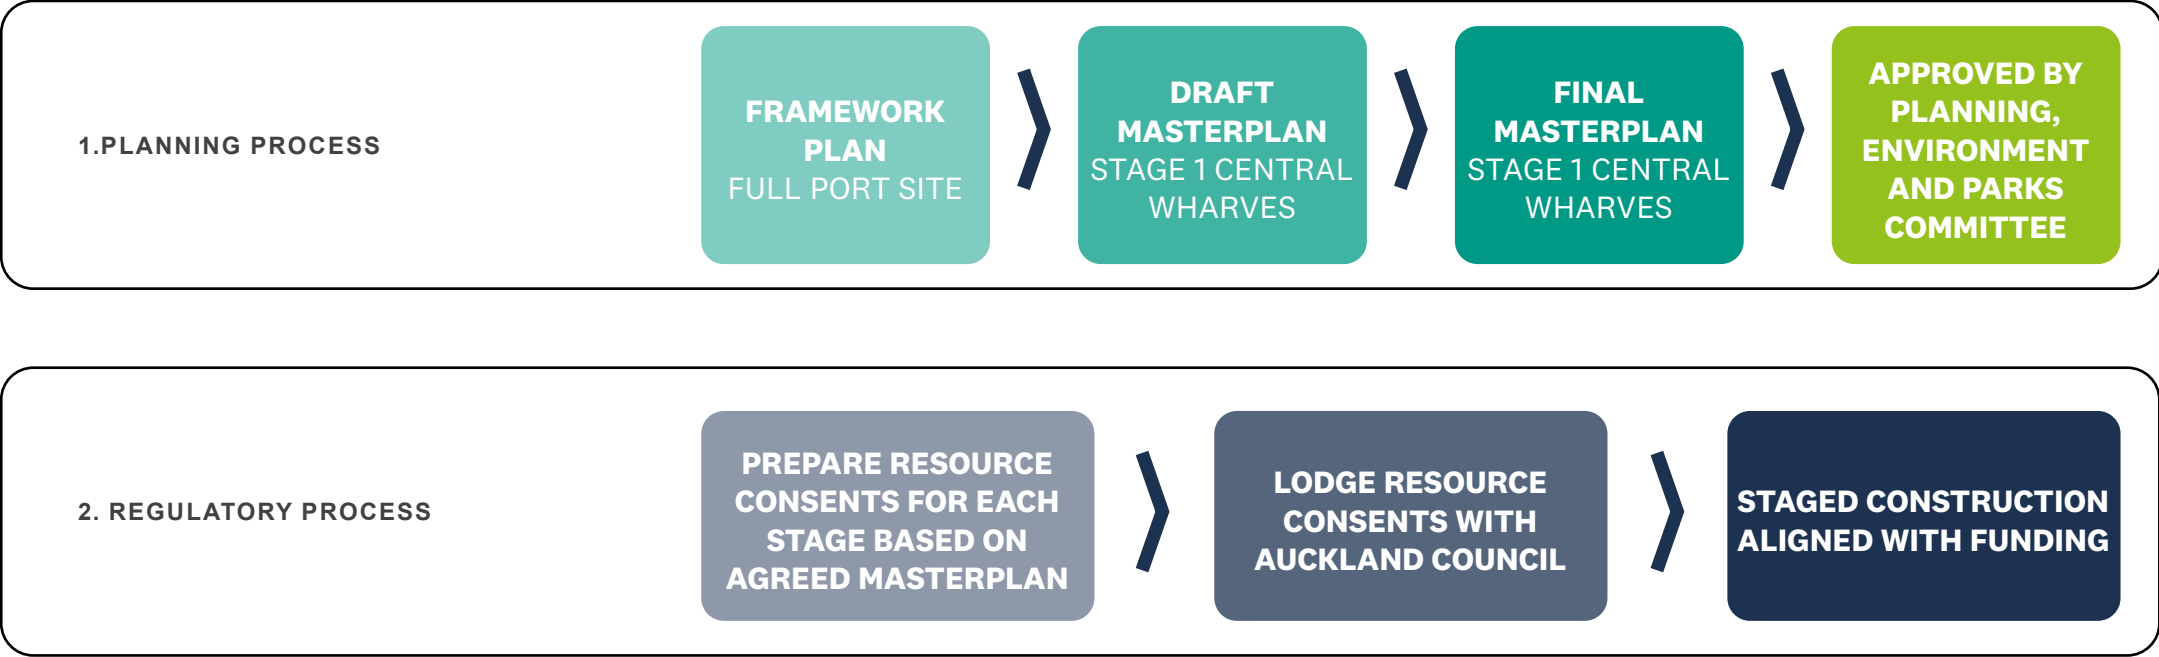 1.PLANNING PROCESS
FRAMEWORK
PLAN
FULL PORT SITE
DRAFT
MASTERPLAN
STAGE 1 CENTRAL
WHARVES
FINAL
MASTERPLAN
STAGE 1 CENTRAL
WHARVES
APPROVED BY
PLANNING,
ENVIRONMENT
AND PARKS
COMMITTEE
2. REGULATORY PROCESS
PREPARE RESOURCE
CONSENTS FOR EACH
STAGE BASED ON
AGREED MASTERPLAN
LODGE RESOURCE
CONSENTS WITH
AUCKLAND COUNCIL
STAGED CONSTRUCTION
ALIGNED WITH FUNDING